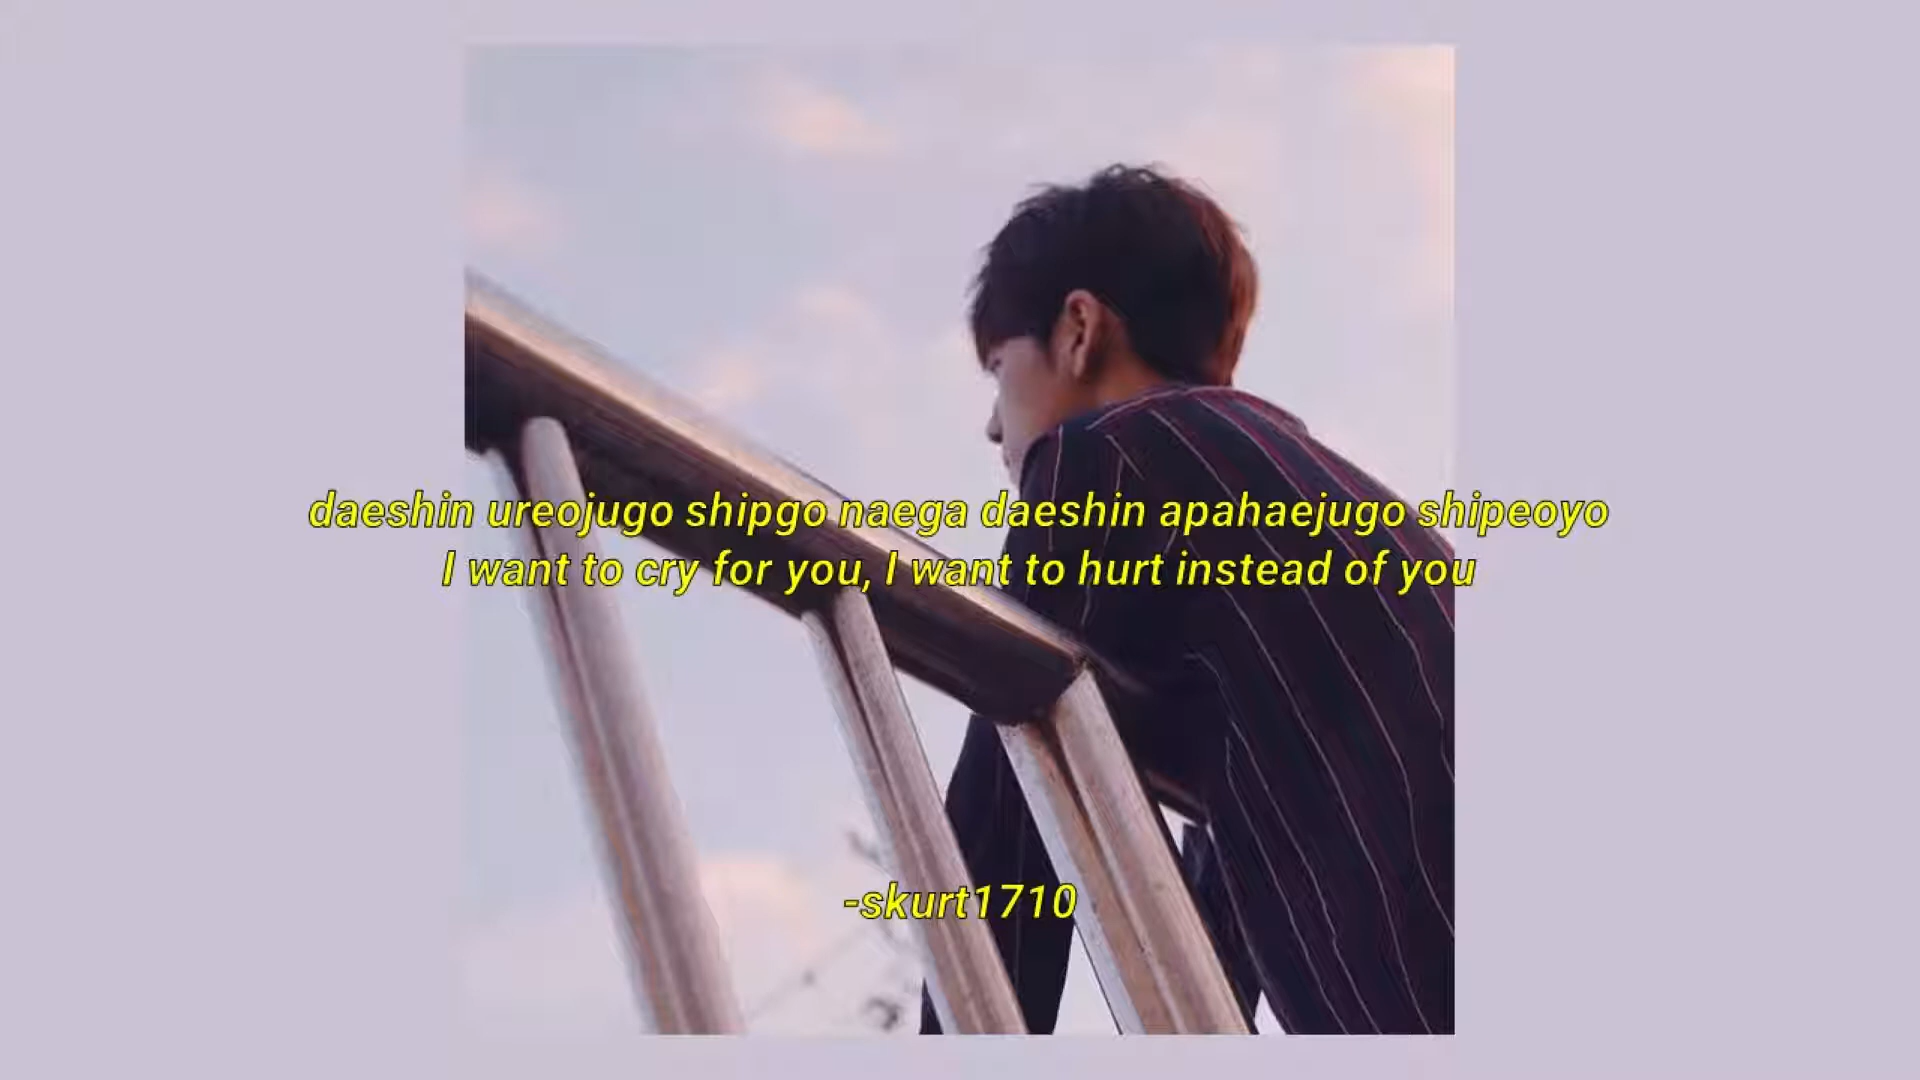 daeshin ureojugo shipgo naega daeshin apahaejugo shipeoyo
I want to cry for you, I want to hurt instead of you
-skurt1710